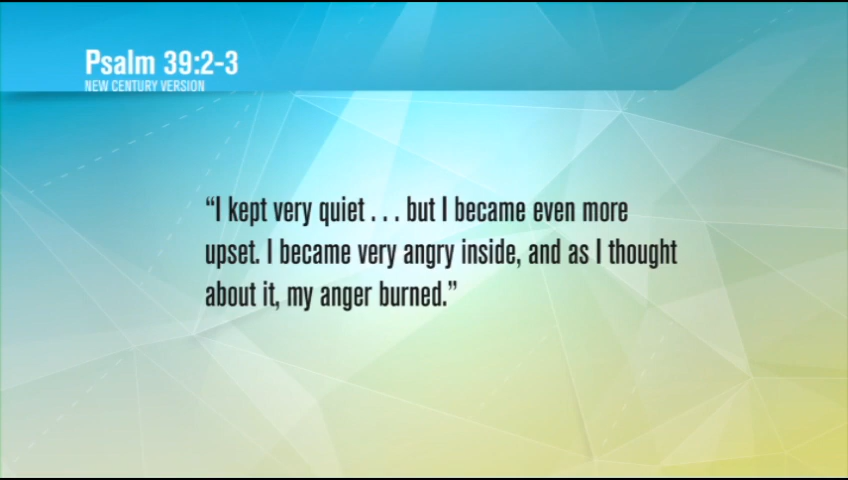 Psalm 39:2-3
NEW CENTURY VERSION
“I kept very quiet . . . but I became even more
upset. I became very angry inside, and as I thought
about it, my anger burned.”